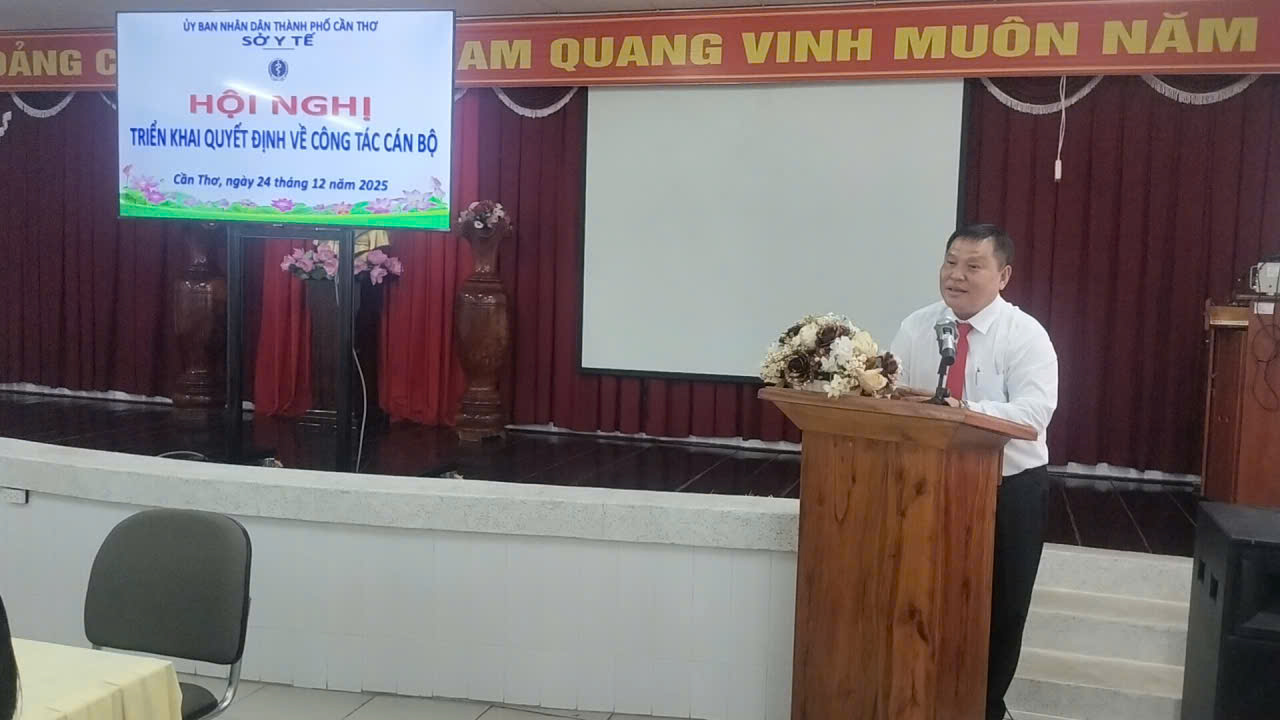 ĐẢNG C
AM QUANG VINH MUÔN NĂM
ỦY BAN NHÂN DÂN THÀNH PHỐ CẦN THƠ
SỞ Y TẾ
HỘI NGHỊ
TRIỂN KHAI QUYẾT ĐỊNH VỀ CÔNG TÁC CÁN BỘ
Cần Thơ, ngày 24 tháng 12 năm 2025